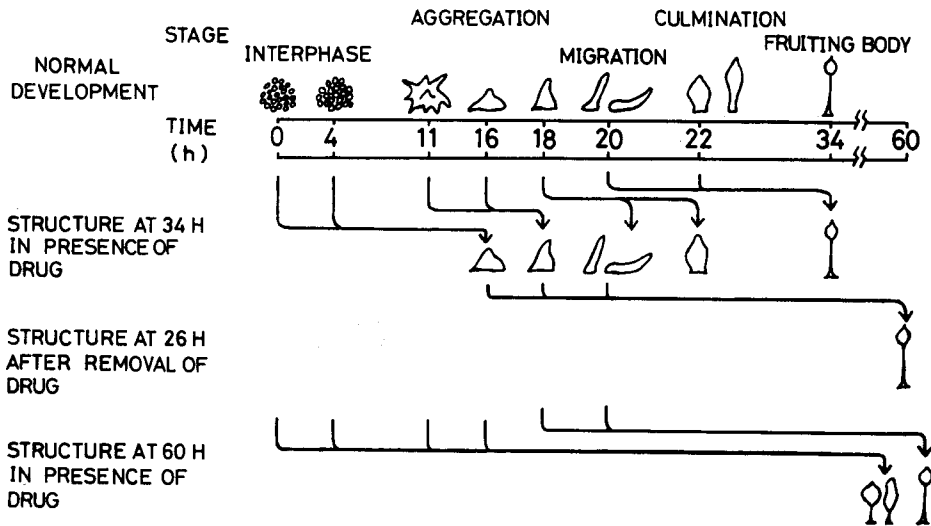 STAGE
AGGREGATION
CULMINATION
INTERPHASE
MIGRATION
FRUITING BODY
NORMAL
DEVELOPMENT
TIME
(h)
0 4 11 16 18 20 22 34 60
STRUCTURE AT 34 H
IN PRESENCE OF
DRUG
STRUCTURE AT 26 H
AFTER REMOVAL OF
DRUG
STRUCTURE AT 60 H
IN PRESENCE OF
DRUG